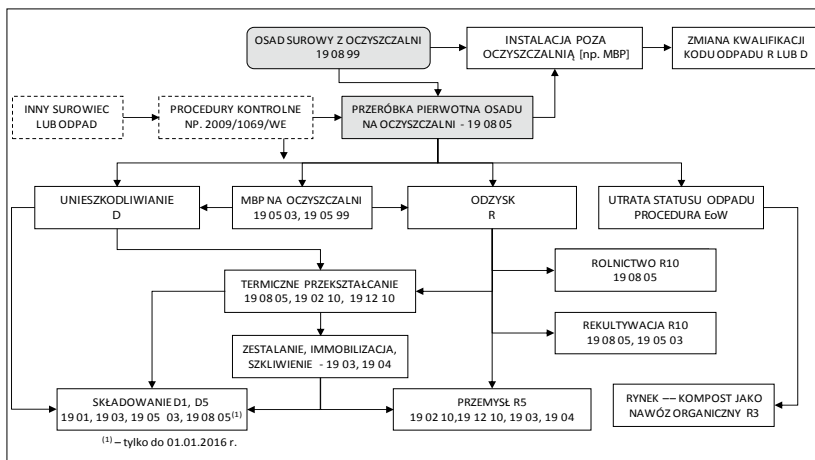 OSAD SUROWY Z OCZYSZCZALNI
19 08 99
INSTALACJA POZA
OCZYSZCZALNIĄ [np. MBP]
ZMIANA KWALIFIKACJI
KODU ODPADU R LUB D
INNY SUROWIEC
LUB ODPAD
PROCEDURY KONTROLNE
NP. 2009/1069/WE
PRZERÓBKA PIERWOTNA OSADU
NA OCZYSZCZALNI - 19 08 05
UNIESZKODLIWIANIE
D
MBP NA OCZYSZCZALNI
19 05 03, 19 05 99
ODZYSK
R
UTRATA STATUSU ODPADU
PROCEDURA EoW
TERMICZNE PRZEKSZTAŁCANIE
19 08 05, 19 02 10, 19 12 10
ROLNICTWO R10
19 08 05
ZESTALANIE, IMMOBILIZACJA,
SZKLIWIENIE - 19 03, 19 04
REKULTYWACJA R10
19 08 05, 19 05 03
SKŁADOWANIE D1, D5
19 01, 19 03, 19 05 03, 19 08 05(1)
PRZEMYSŁ R5
19 02 10,19 12 10, 19 03, 19 04
RYNEK –– KOMPOST JAKO
NAWÓZ ORGANICZNY R3
(1) – tylko do 01.01.2016 r.